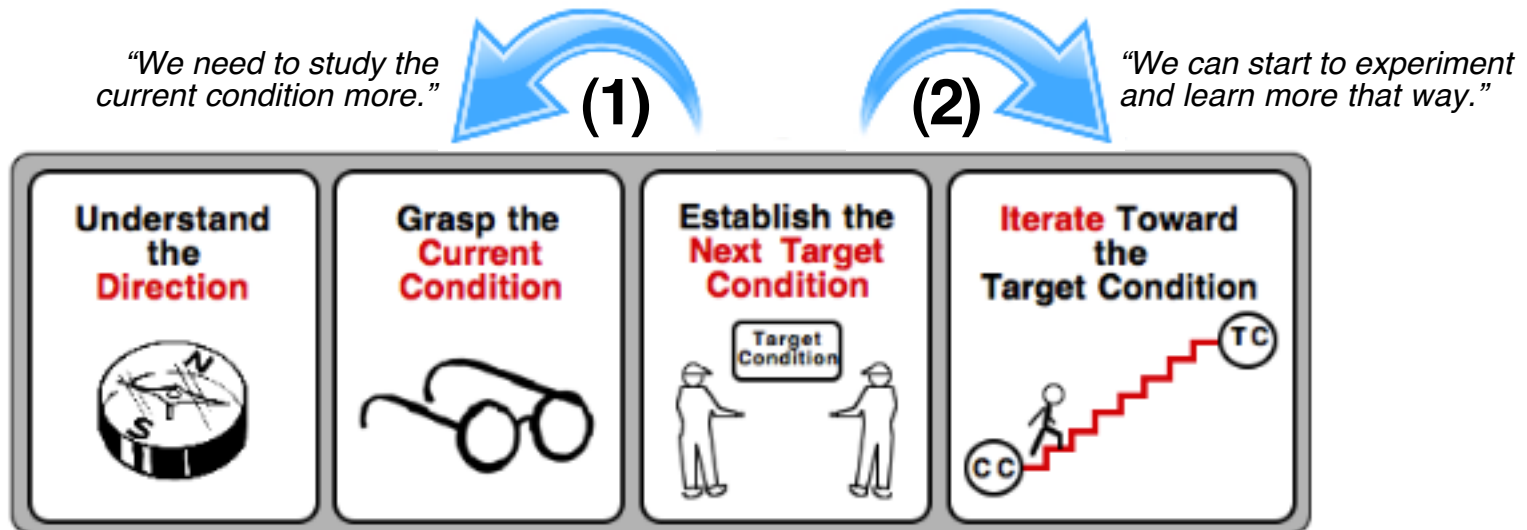 “We need to study the
current condition more.”
(1)
(2)
“We can start to experiment
and learn more that way.”
Understand
the
Direction
N
S
Grasp the
Current
Condition
Establish the
Next Target
Condition
Target
Condition
Iterate Toward
the
Target Condition
TC
CC